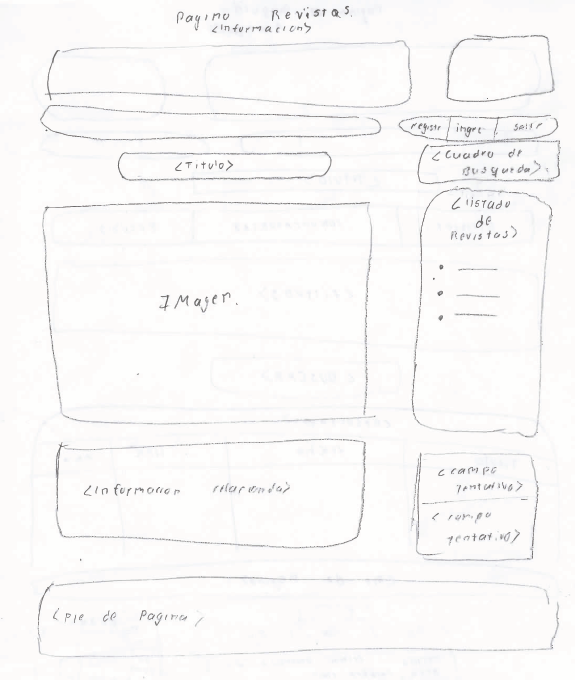 Pagina Revistas.
<informacion>
registr ingre. salir
<Titulo>
<Cuadro de
Busqueda>.
<listado
de
Revistas>
IMagen.
<Informacion relacionda>
<campo
tentativo>
<campo
tentativo>
<Pie de Pagina>